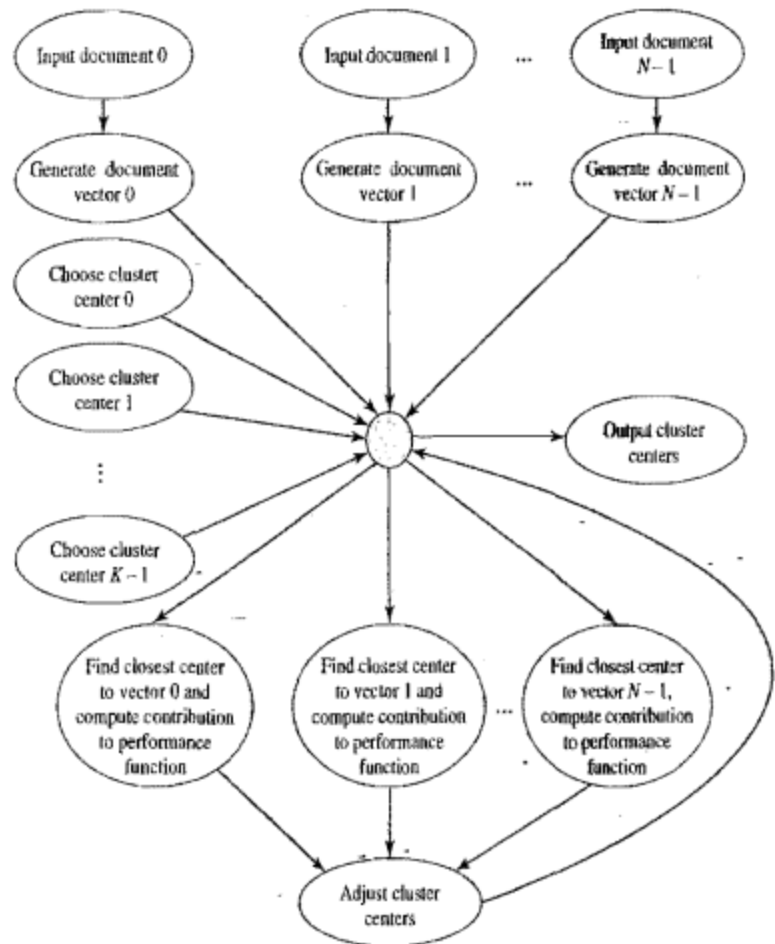 Input document 0
Input document 1
...
Input document
N – 1
Generate document
vector 0
Generate document
vector 1
...
Generate document
vector N – 1
Choose cluster
center 0
Choose cluster
center 1
⋮
Choose cluster
center K – 1
Output cluster
centers
Find closest center
to vector 0 and
compute contribution
to performance
function
Find closest center
to vector 1 and
compute contribution
to performance
function
...
Find closest center
to vector N – 1,
compute contribution
to performance
function
Adjust cluster
centers